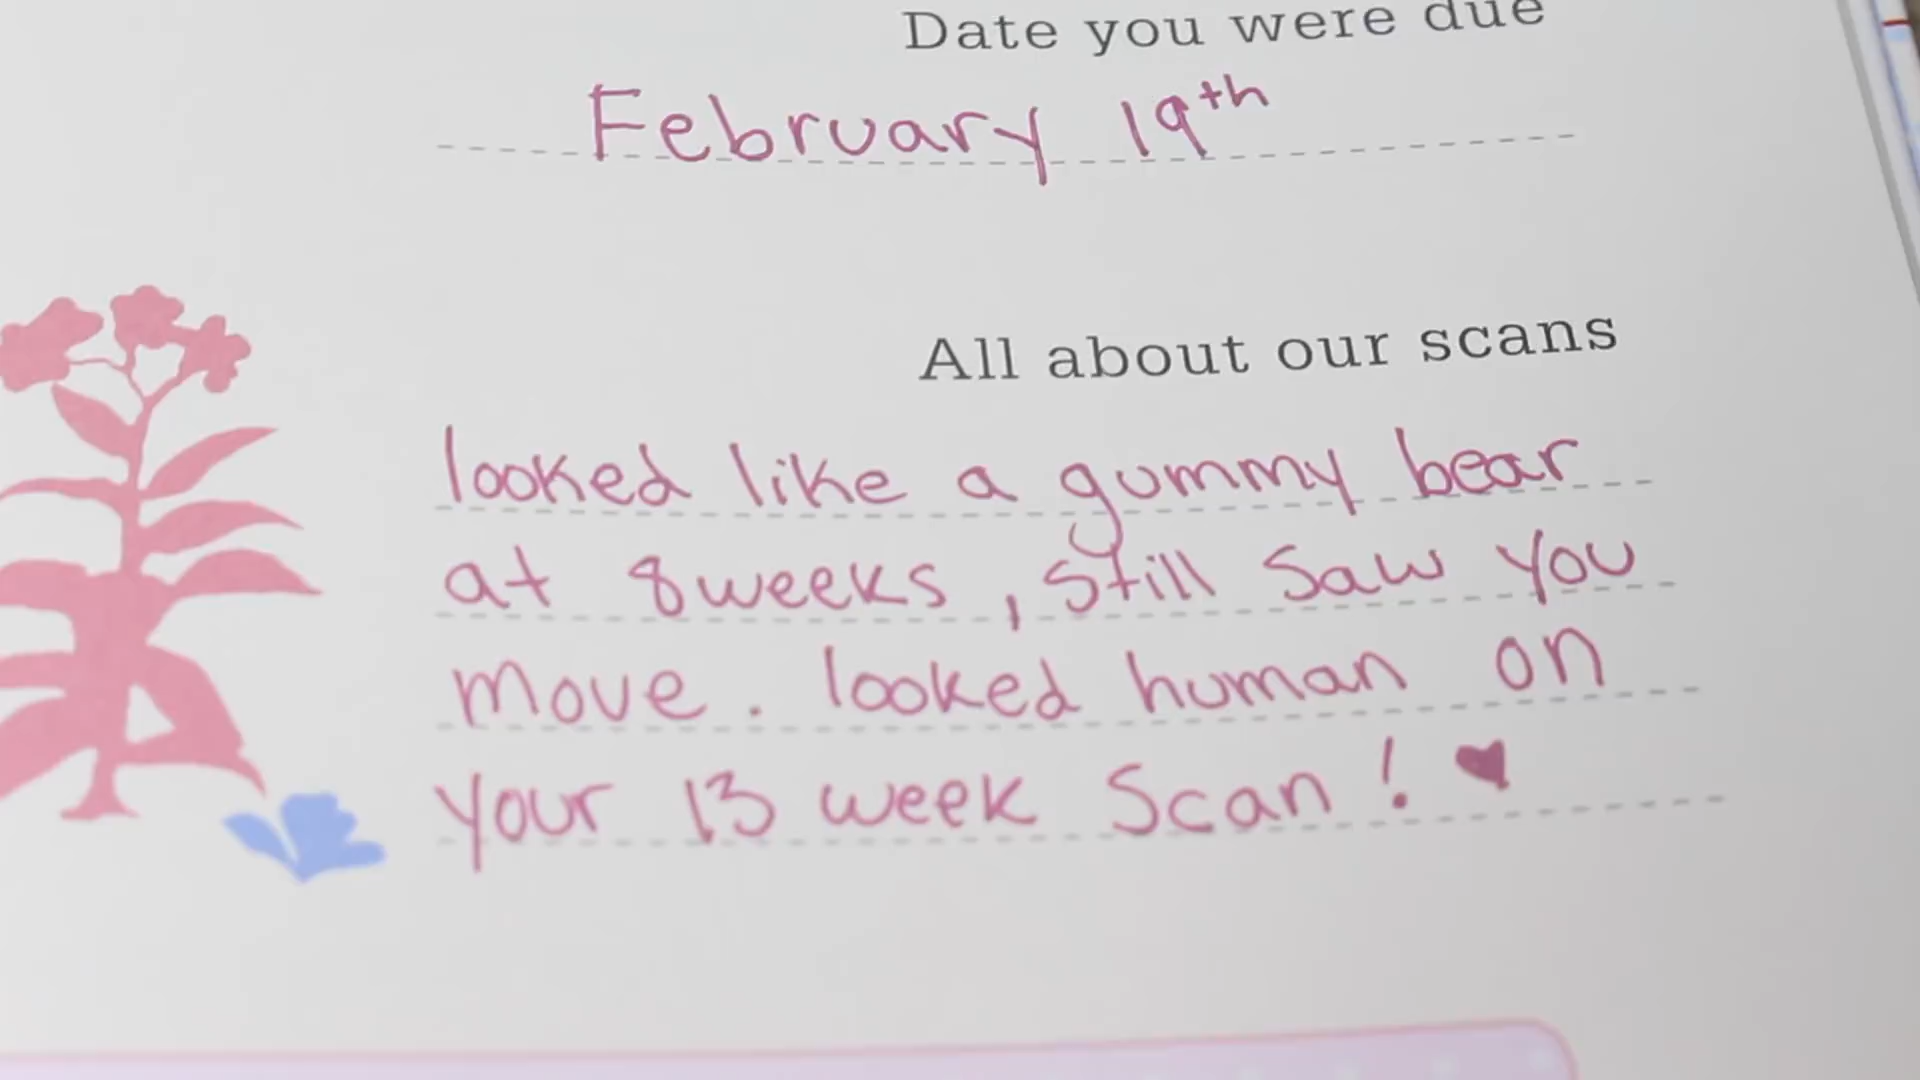 Date you were due
February 19th
All about our scans
looked like a gummy bear
at 8weeks, still saw you
move. looked human on
your 13 week scan! ♥